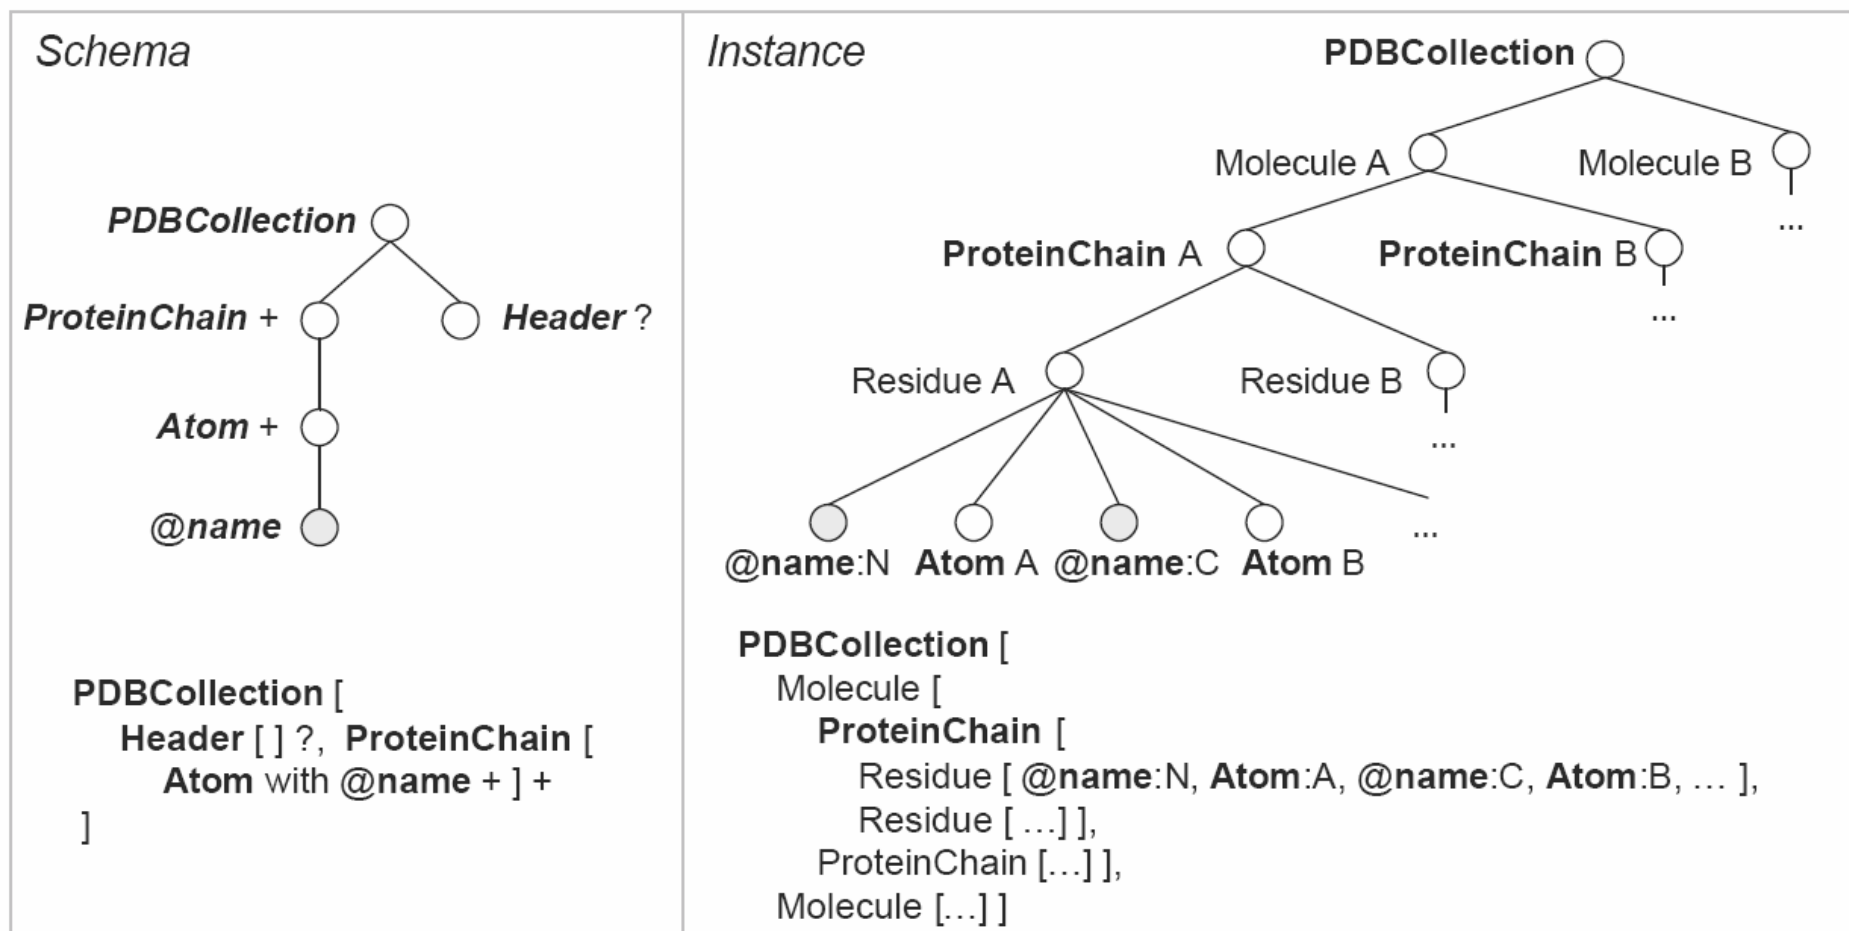 Schema
PDBCollection
ProteinChain +
Header ?
Atom +
@name
PDBCollection [
Header [ ] ?, ProteinChain [
Atom with @name + ] +
]
Instance
PDBCollection
Molecule A
Molecule B
...
ProteinChain A
ProteinChain B
...
Residue A
Residue B
...
...
@name:N Atom A @name:C Atom B
PDBCollection [
Molecule [
ProteinChain [
Residue [ @name:N, Atom:A, @name:C, Atom:B, … ],
Residue [ …] ],
ProteinChain […] ],
Molecule […] ]